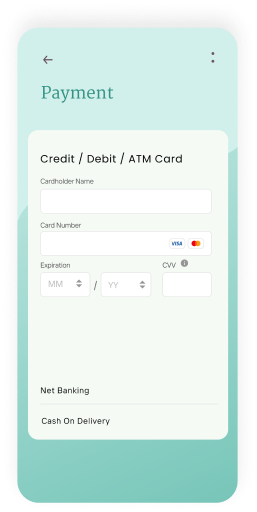 Payment
Credit / Debit / ATM Card
Cardholder Name
Card Number
VISA
Expiration
CVV i
MM / YY
Net Banking
Cash On Delivery